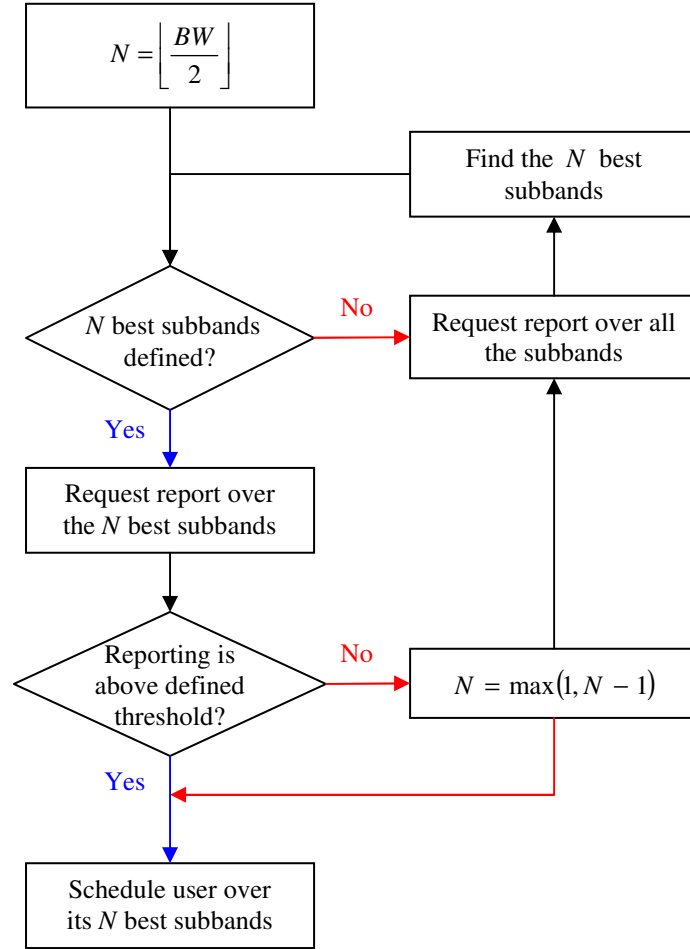 N = ⌊BW/2⌋
Find the N best
subbands
N best subbands
defined?
No
Request report over all
the subbands
Yes
Request report over
the N best subbands
Reporting is
above defined
threshold?
No
N = max(1, N − 1)
Yes
Schedule user over
its N best subbands